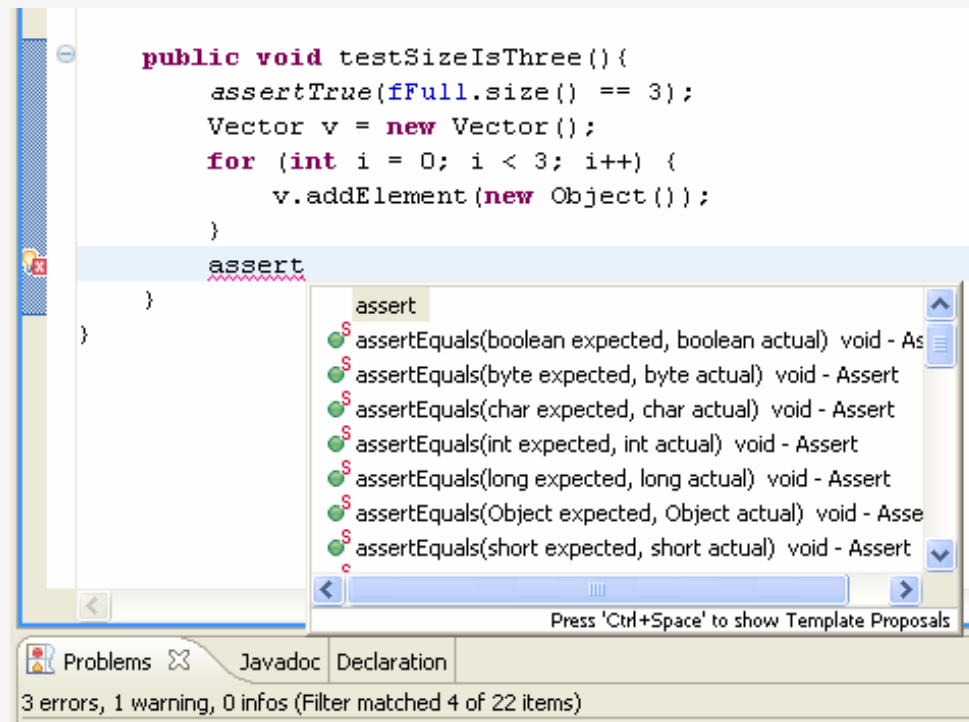 public void testSizeIsThree(){
assertTrue(fFull.size() == 3);
Vector v = new Vector();
for (int i = 0; i < 3; i++) {
v.addElement(new Object());
}
assert
}
}
assert
assertEquals(boolean expected, boolean actual)  void - As
assertEquals(byte expected, byte actual)  void - Assert
assertEquals(char expected, char actual)  void - Assert
assertEquals(int expected, int actual)  void - Assert
assertEquals(long expected, long actual)  void - Assert
assertEquals(Object expected, Object actual)  void - Asse
assertEquals(short expected, short actual)  void - Assert
Press 'Ctrl+Space' to show Template Proposals
Problems Javadoc Declaration
3 errors, 1 warning, 0 infos (Filter matched 4 of 22 items)